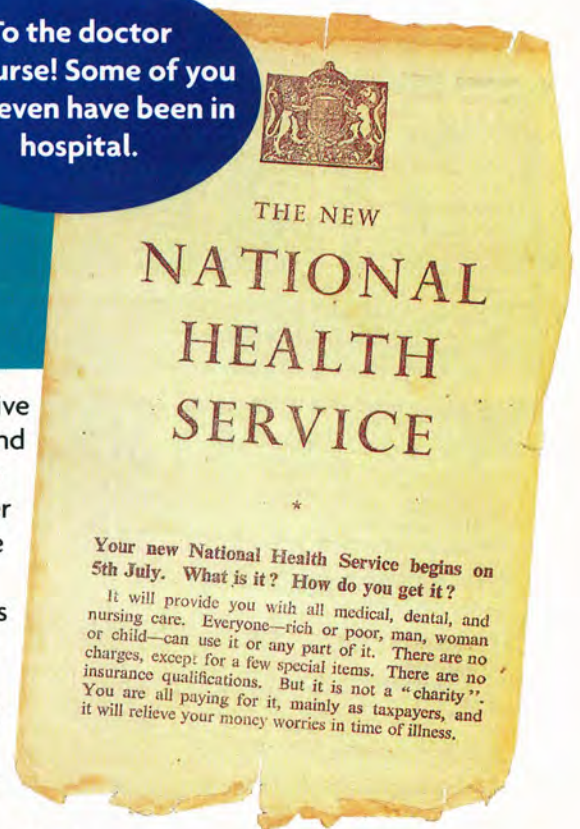 To the doctor
urse! Some of you
even have been in
hospital.
ive
nd
r
e
s
THE NEW
NATIONAL
HEALTH
SERVICE
*
Your new National Health Service begins on
5th July. What is it? How do you get it?
It will provide you with all medical, dental, and
nursing care. Everyone—rich or poor, man, woman
or child—can use it or any part of it. There are no
charges, except for a few special items. There are no
insurance qualifications. But it is not a "charity".
You are all paying for it, mainly as taxpayers, and
it will relieve your money worries in time of illness.